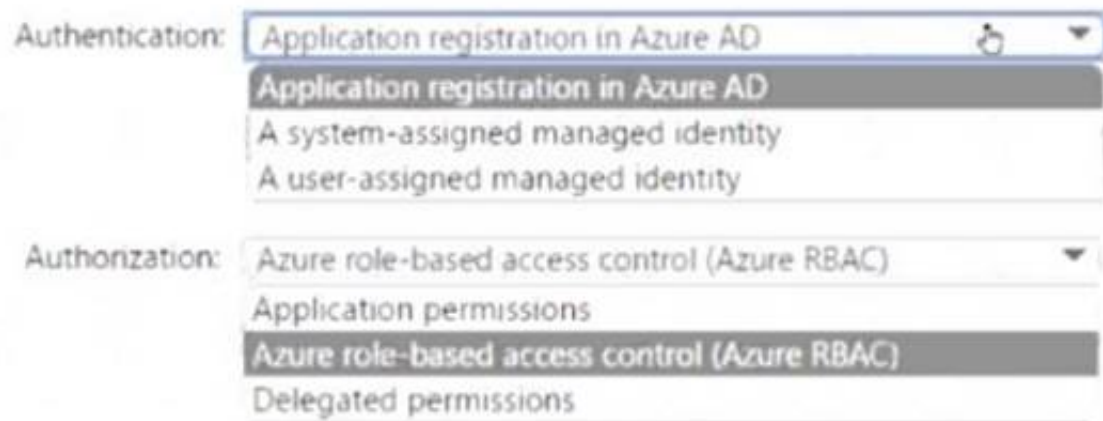 Authentication: Application registration in Azure AD
Application registration in Azure AD
A system-assigned managed identity
A user-assigned managed identity
Authorization: Azure role-based access control (Azure RBAC)
Application permissions
Azure role-based access control (Azure RBAC)
Delegated permissions